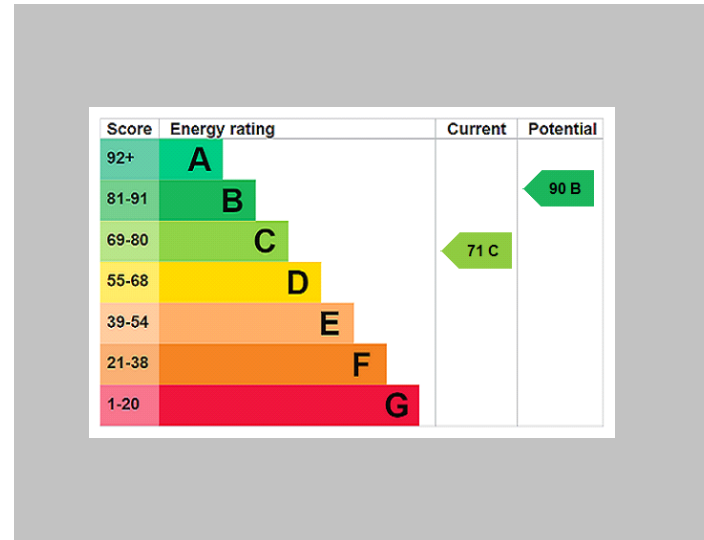 Score Energy rating Current Potential
92+ A
81-91 B 90 B
69-80 C 71 C
55-68 D
39-54 E
21-38 F
1-20 G